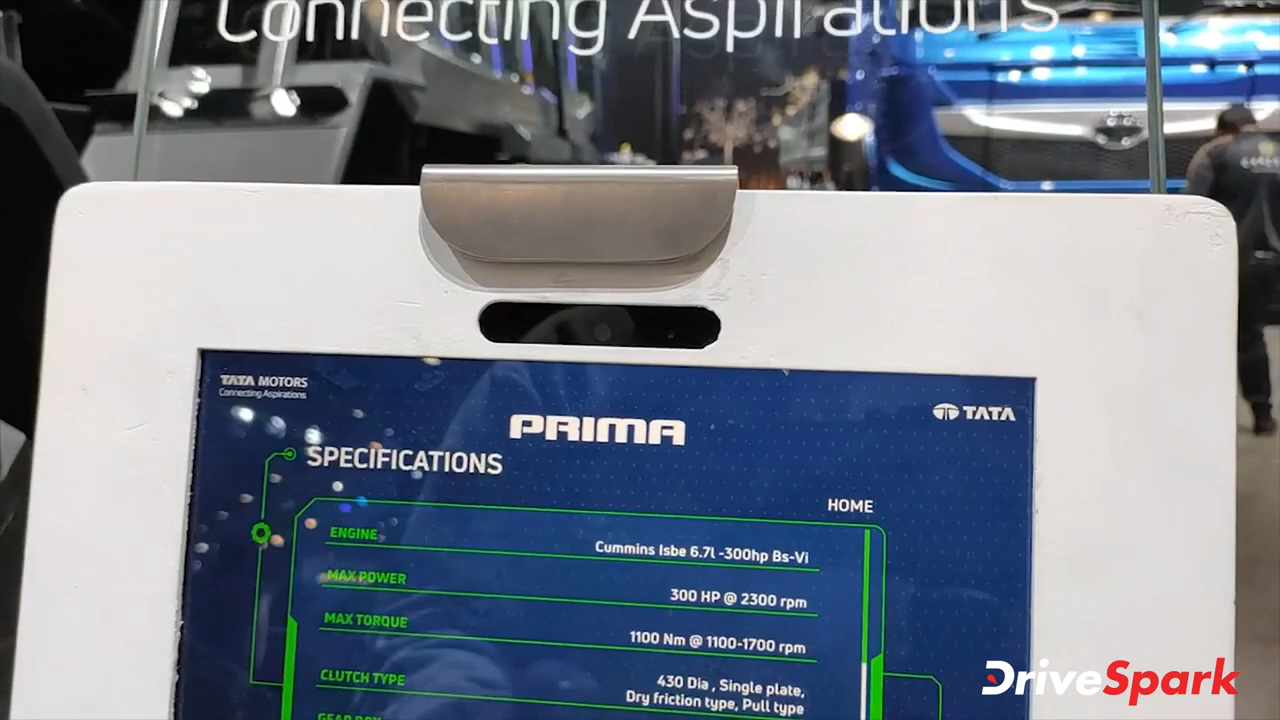 Connecting Aspirations
TATA MOTORS
Connecting Aspirations
TATA
PRIMA
SPECIFICATIONS
HOME
ENGINE
Cummins Isbe 6.7l -300hp Bs-Vi
MAX POWER
300 HP @ 2300 rpm
MAX TORQUE
1100 Nm @ 1100-1700 rpm
CLUTCH TYPE
430 Dia , Single plate,
Dry friction type, Pull type
GEAR
DriveSpark